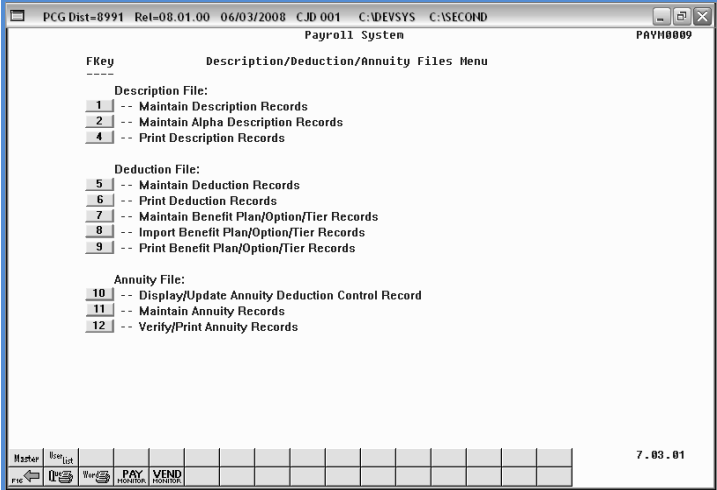 PCG Dist=8991 Rel=08.01.00 06/03/2008 CJD 001 C:\DEVSYS C:\SECOND
Payroll System PAYM0009
FKey Description/Deduction/Annuity Files Menu
----
Description File:
1 -- Maintain Description Records
2 -- Maintain Alpha Description Records
4 -- Print Description Records
Deduction File:
5 -- Maintain Deduction Records
6 -- Print Deduction Records
7 -- Maintain Benefit Plan/Option/Tier Records
8 -- Import Benefit Plan/Option/Tier Records
9 -- Print Benefit Plan/Option/Tier Records
Annuity File:
10 -- Display/Update Annuity Deduction Control Record
11 -- Maintain Annuity Records
12 -- Verify/Print Annuity Records
Master User list 7.03.01
F16 Que Word PAY MONITOR VEND MONITOR